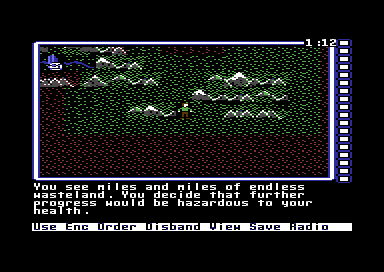 1:12
You see miles and miles of endless
wasteland. You decide that further
progress would be hazardous to your
health.
Use Enc Order Disband View Save Radio